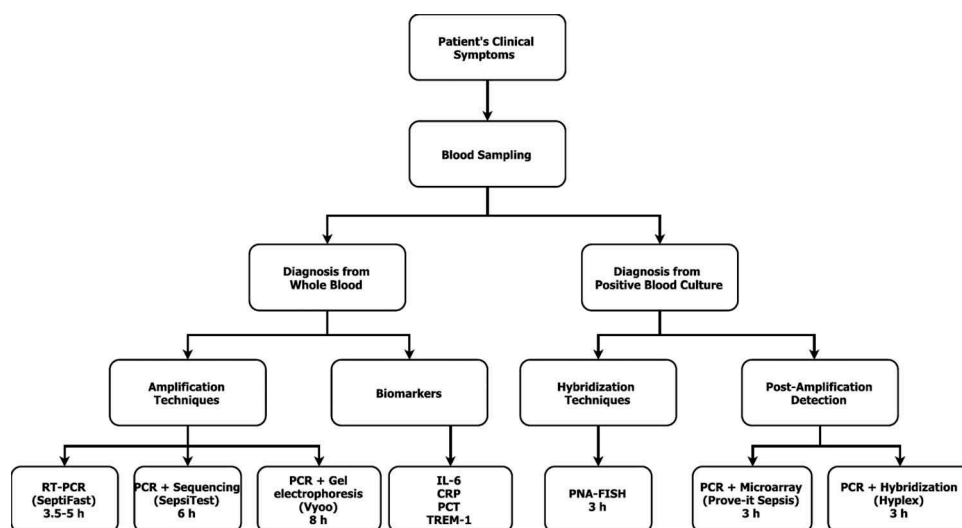 Patient's Clinical
Symptoms
Blood Sampling
Diagnosis from
Whole Blood
Diagnosis from
Positive Blood Culture
Amplification
Techniques
Biomarkers
Hybridization
Techniques
Post-Amplification
Detection
RT-PCR
(SeptiFast)
3.5-5 h
PCR + Sequencing
(SepsiTest)
6 h
PCR + Gel
electrophoresis
(Vyoo)
8 h
IL-6
CRP
PCT
TREM-1
PNA-FISH
3 h
PCR + Microarray
(Prove-it Sepsis)
3 h
PCR + Hybridization
(Hyplex)
3 h